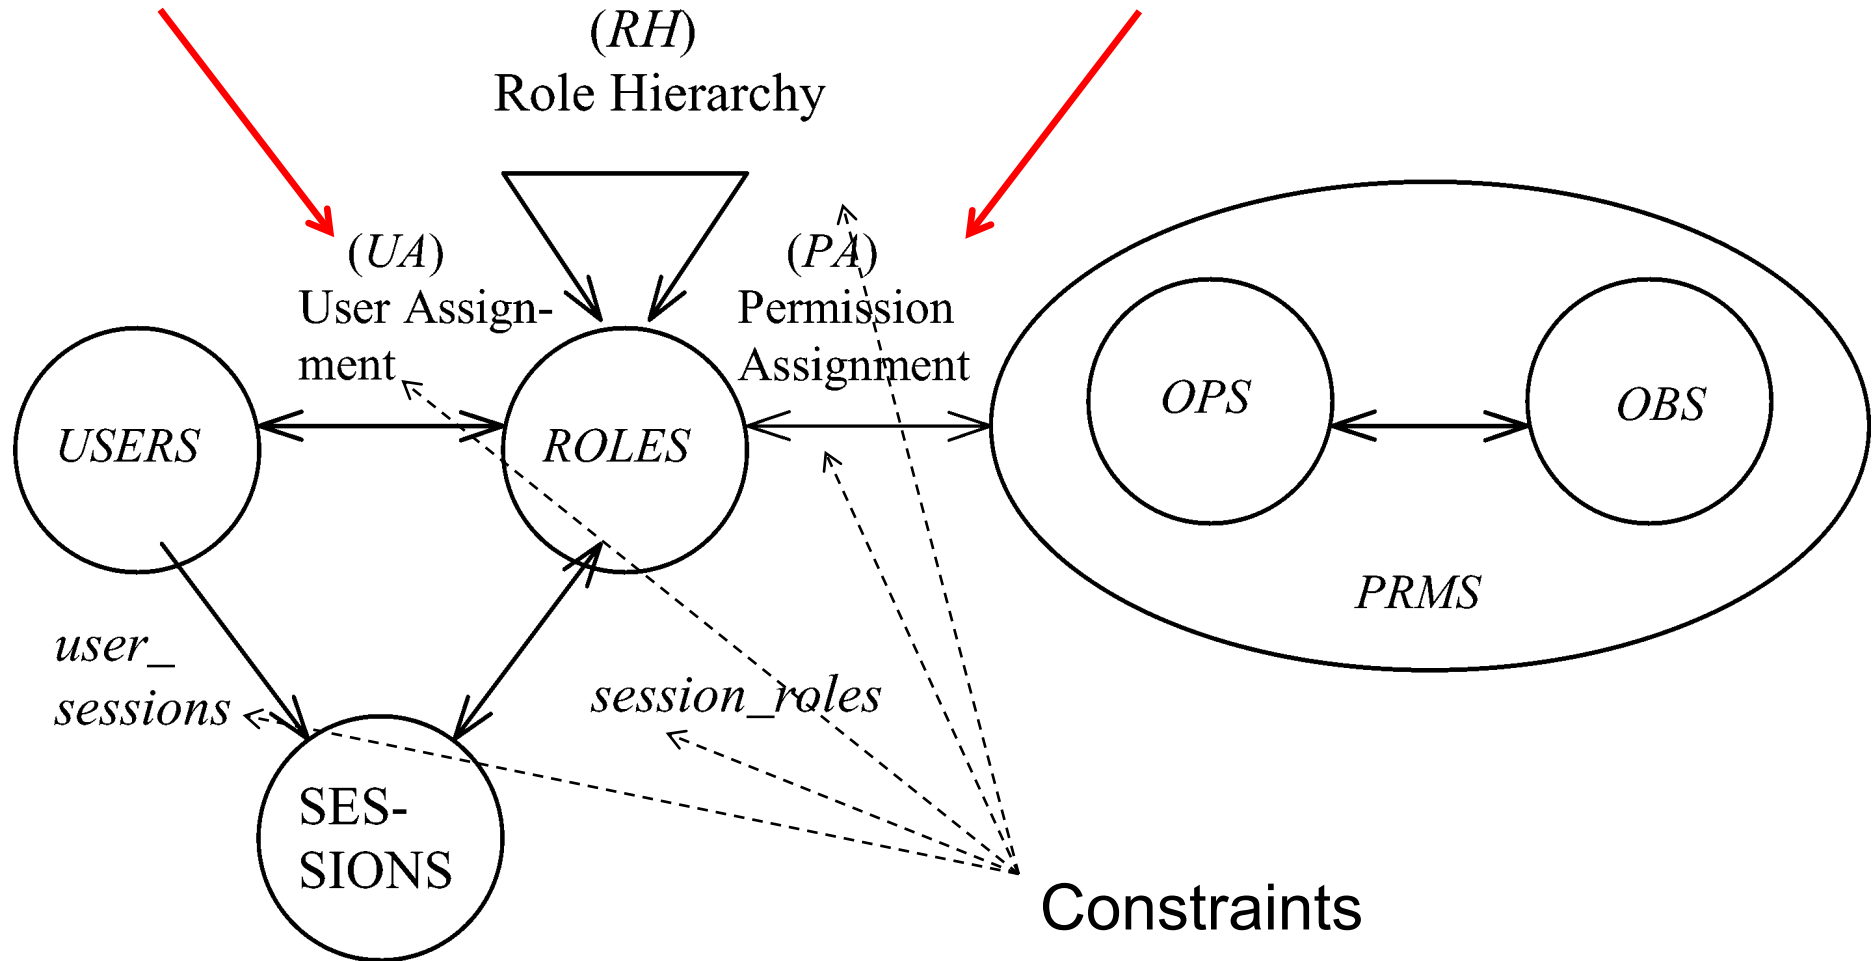 (RH)
Role Hierarchy
(UA)
User Assign-
ment
(PA)
Permission
Assignment
USERS
ROLES
OPS
OBS
PRMS
user_
sessions
session_roles
SES-
SIONS
Constraints